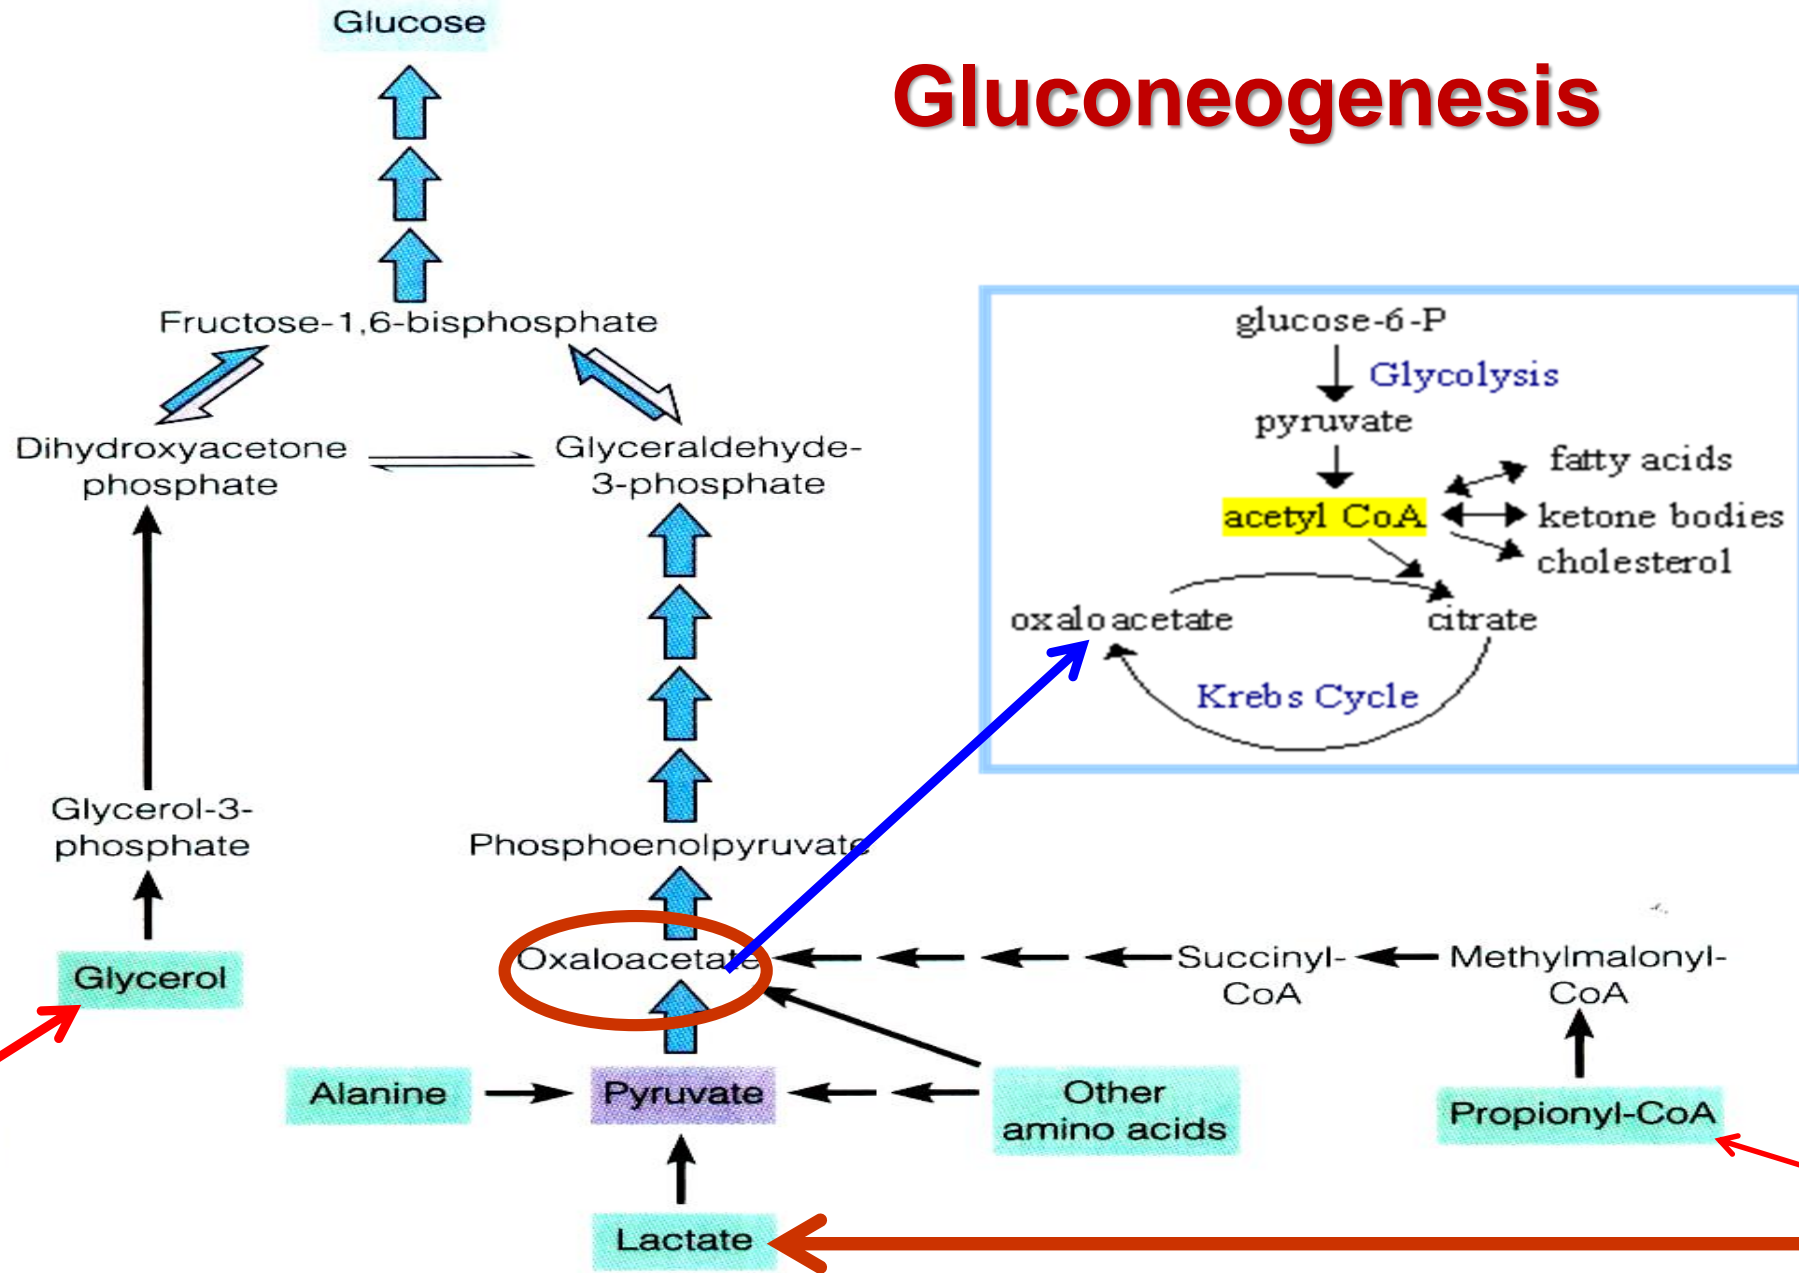 Glucose
Gluconeogenesis
Fructose-1,6-bisphosphate
Dihydroxyacetone
phosphate
Glyceraldehyde-
3-phosphate
glucose-6-P
Glycolysis
pyruvate
fatty acids
acetyl CoA
ketone bodies
cholesterol
oxaloacetate
citrate
Krebs Cycle
Glycerol-3-
phosphate
Phosphoenolpyruvate
Oxaloacetate
Succinyl-
CoA
Methylmalonyl-
CoA
Glycerol
Alanine
Pyruvate
Other
amino acids
Propionyl-CoA
Lactate